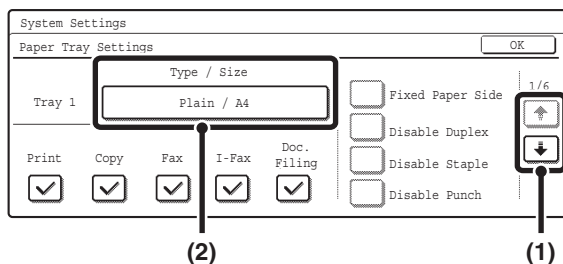 System Settings
Paper Tray Settings
OK
Type / Size
Tray 1
Plain / A4
Print
Copy
Fax
I-Fax
Doc.
Filing
Fixed Paper Side
Disable Duplex
Disable Staple
Disable Punch
1/6
(2)
(1)